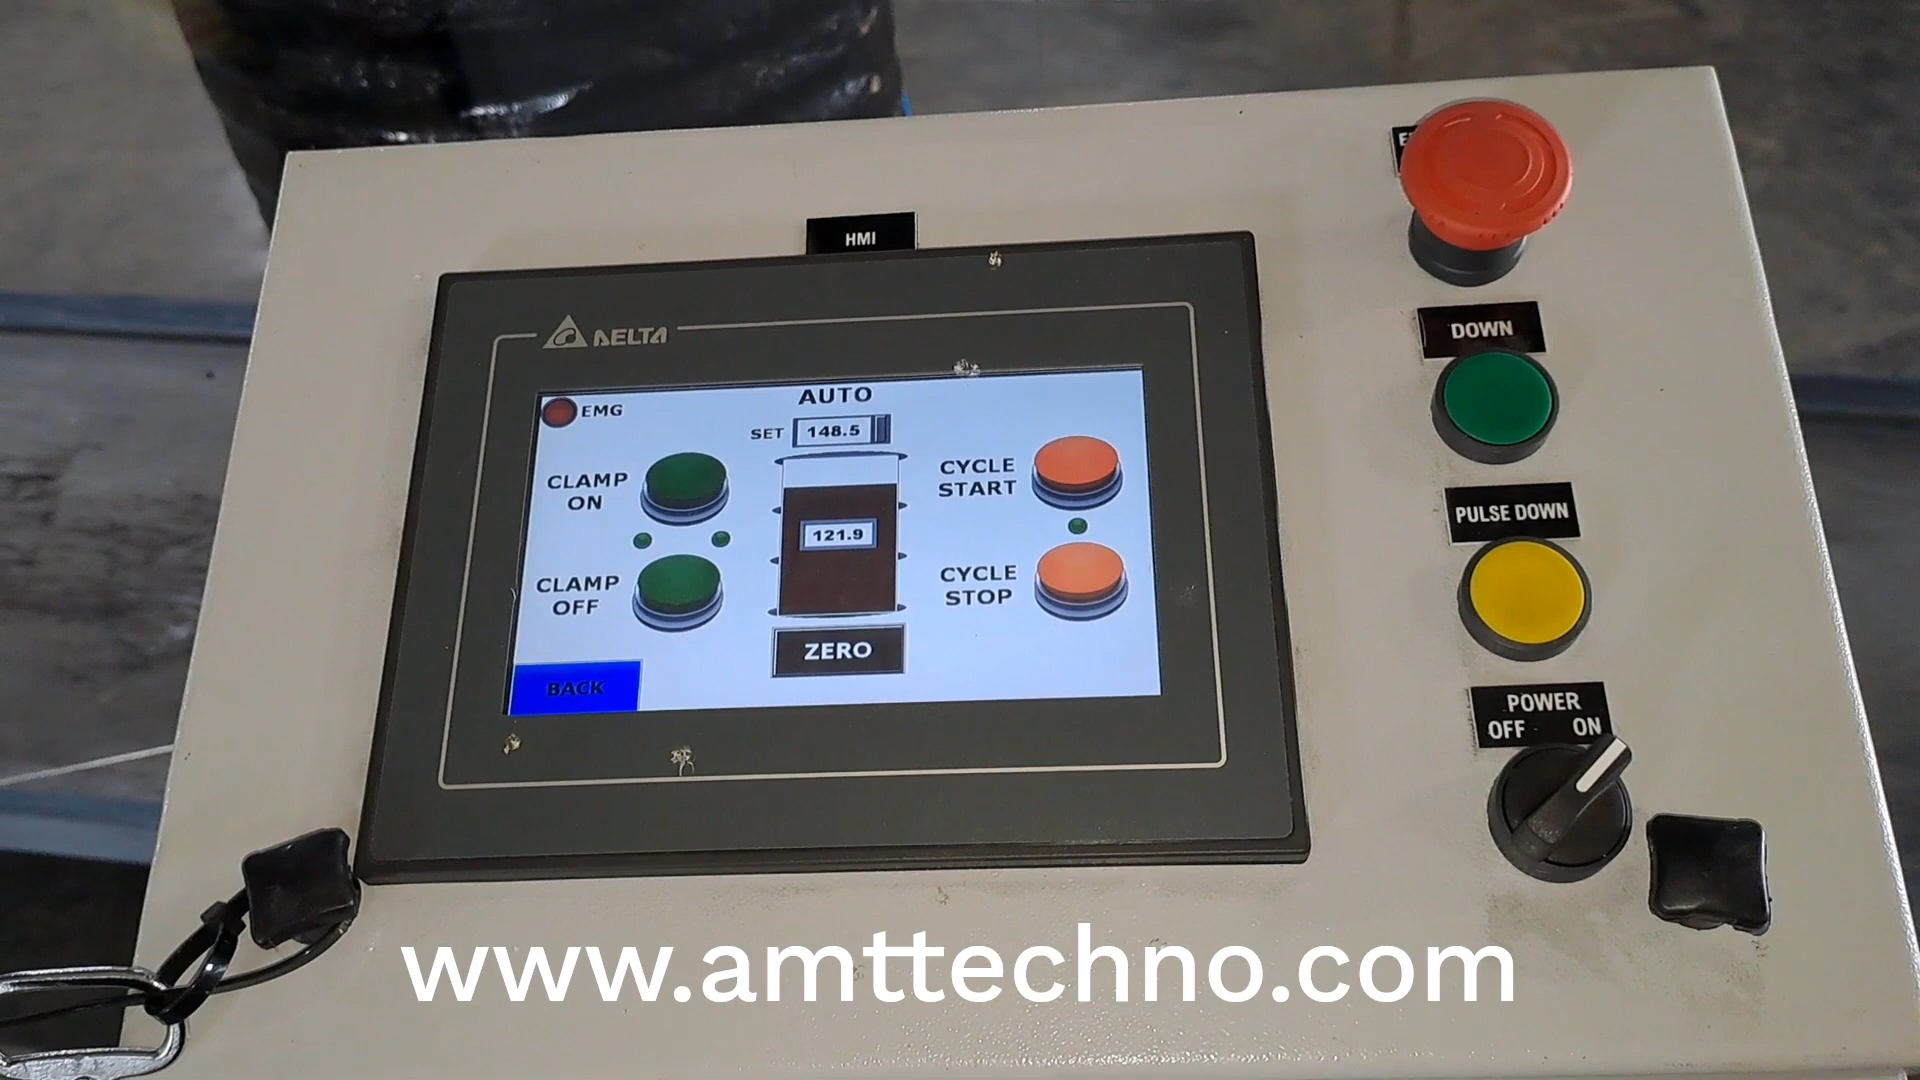 HMI
DELTA
AUTO
EMG
SET 148.5
CLAMP
ON
CYCLE
START
121.9
CLAMP
OFF
CYCLE
STOP
ZERO
BACK
DOWN
PULSE DOWN
POWER
OFF ON
www.amttechno.com